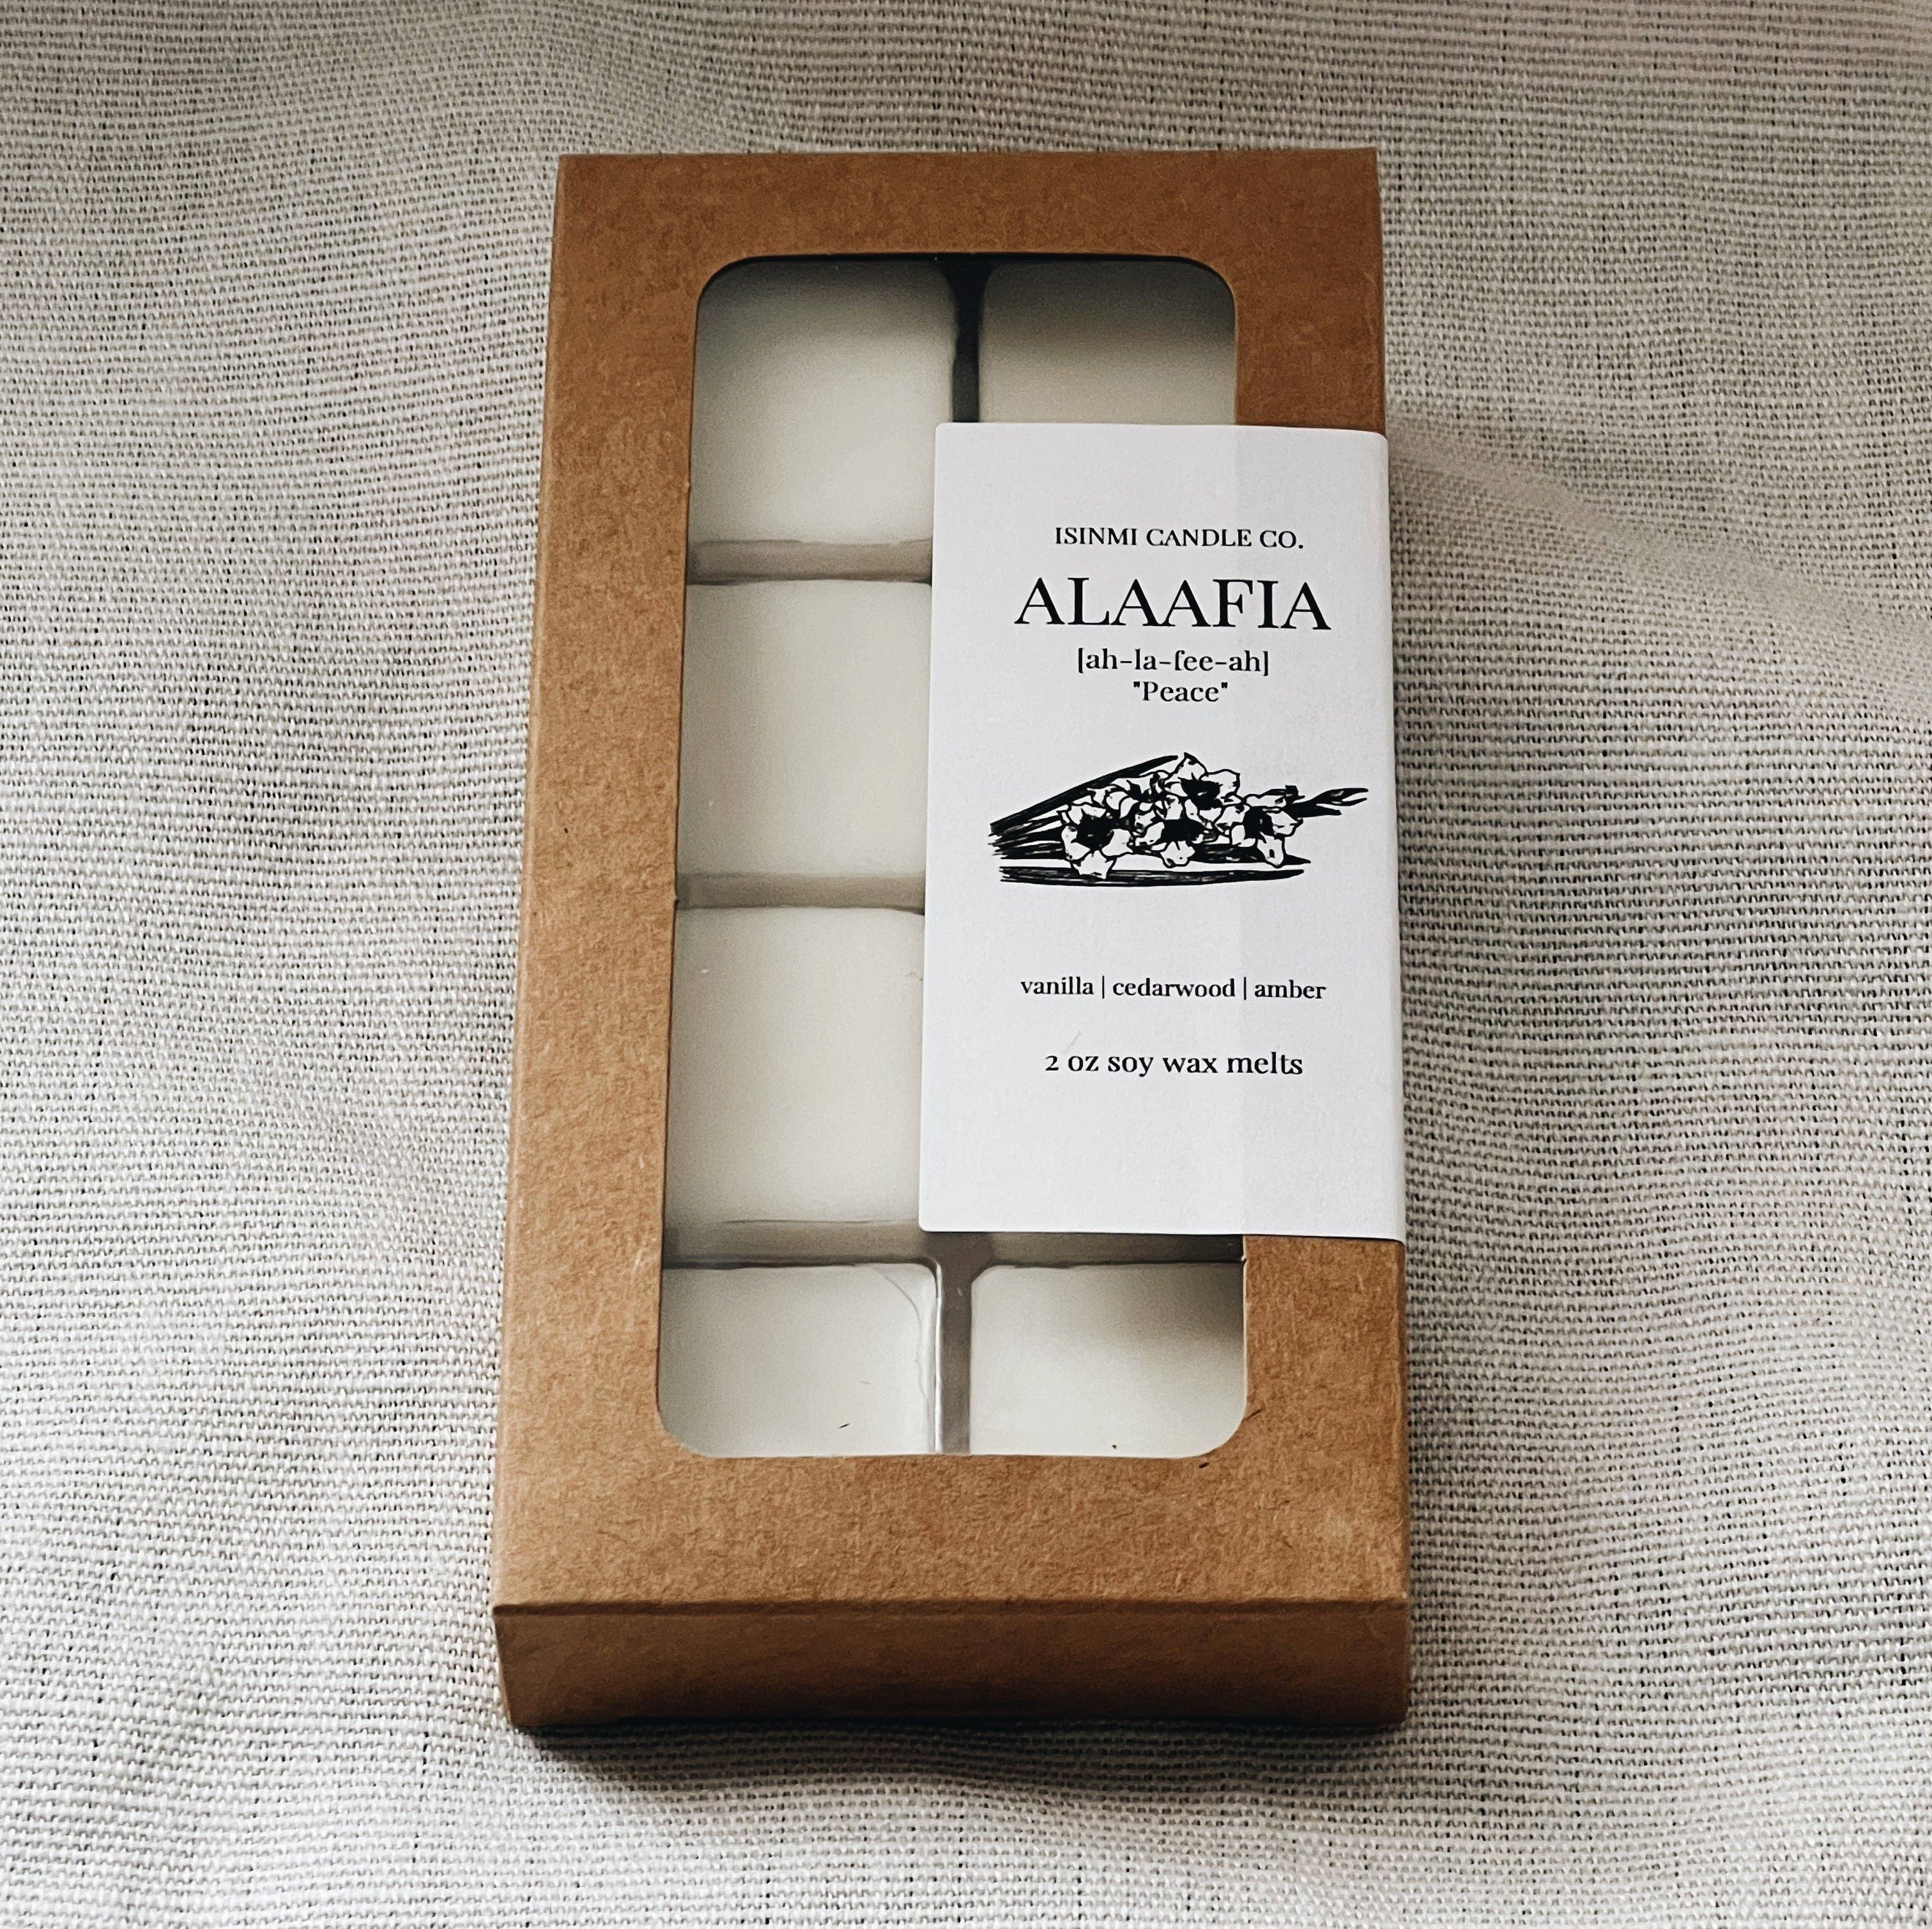 ISINMI CANDLE CO.
ALAAFIA
[ah-la-fee-ah]
"Peace"
vanilla | cedarwood | amber
2 oz soy wax melts